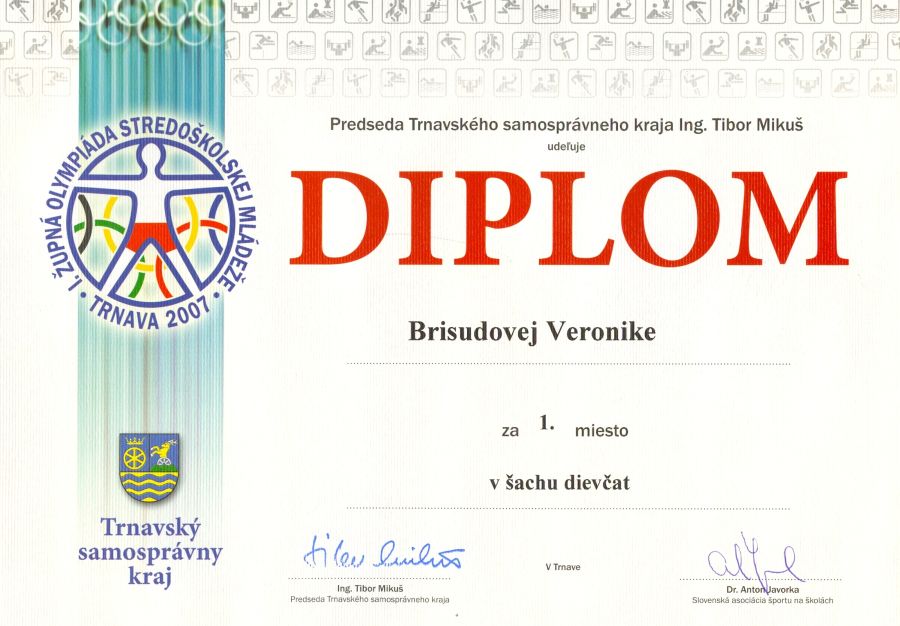 Predseda Trnavského samosprávneho kraja Ing. Tibor Mikuš
udeľuje
DIPLOM
I. ŽUPNÁ OLYMPIÁDA STREDOŠKOLSKEJ MLÁDEŽE
• TRNAVA 2007 •
Brisudovej Veronike
za 1. miesto
v šachu dievčat
Trnavský
samosprávny
kraj
V Trnave
Ing. Tibor Mikuš
Predseda Trnavského samosprávneho kraja
Dr. Anton Javorka
Slovenská asociácia športu na školách